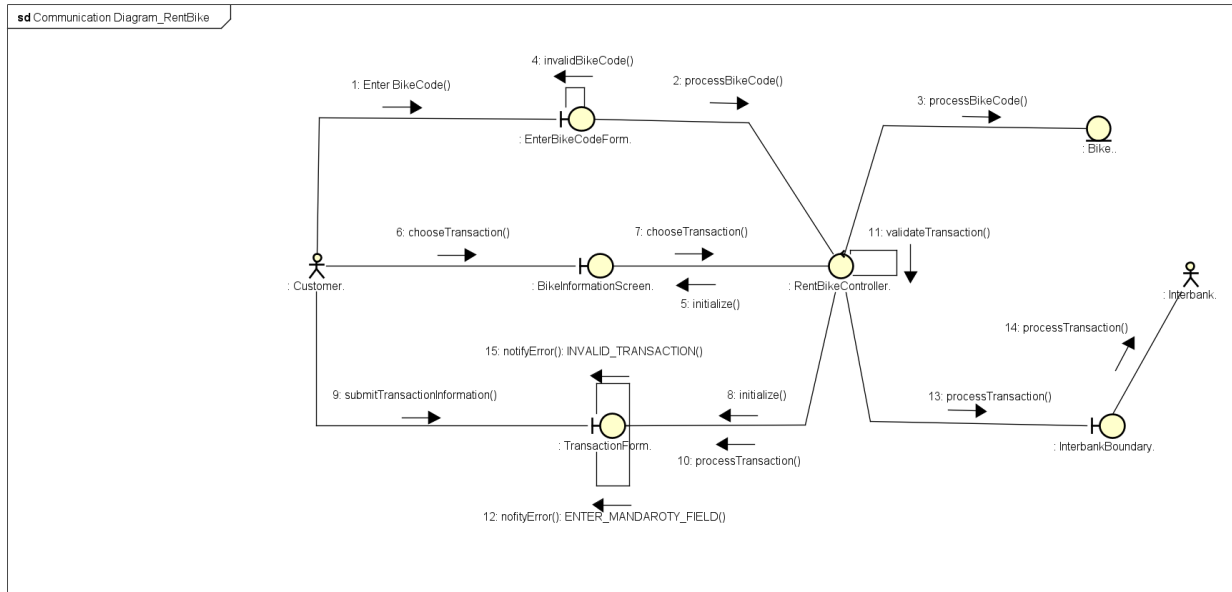 sd Communication Diagram_RentBike
4: invalidBikeCode()
1: Enter BikeCode()
2: processBikeCode()
3: processBikeCode()
: EnterBikeCodeForm.
: Bike..
6: chooseTransaction()
7: chooseTransaction()
11: validateTransaction()
: Customer.
: BikeInformationScreen.
: RentBikeController.
: Interbank.
5: initialize()
14: processTransaction()
15: notifyError(): INVALID_TRANSACTION()
9: submitTransactionInformation()
8: initialize()
13: processTransaction()
: TransactionForm.
: InterbankBoundary.
10: processTransaction()
12: nofityError(): ENTER_MANDAROTY_FIELD()